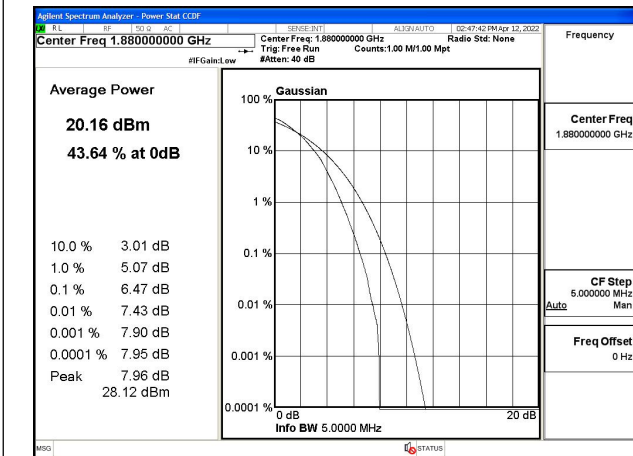 Agilent Spectrum Analyzer - Power Stat CCDF
RL RF 50 Ω AC SENSE:INT ALIGN AUTO 02:47:42 PM Apr 12, 2022
Center Freq 1.880000000 GHz
Center Freq: 1.880000000 GHz Radio Std: None
Trig: Free Run Counts:1.00 M/1.00 Mpt
#IFGain:Low #Atten: 40 dB
Frequency
Center Freq
1.880000000 GHz
CF Step
5.000000 MHz
Auto Man
Freq Offset
0 Hz
Average Power
20.16 dBm
43.64 % at 0dB
10.0 % 3.01 dB
1.0 % 5.07 dB
0.1 % 6.47 dB
0.01 % 7.43 dB
0.001 % 7.90 dB
0.0001 % 7.95 dB
Peak 7.96 dB
28.12 dBm
Gaussian
100 %
10 %
1 %
0.1 %
0.01 %
0.001 %
0.0001 %
0 dB 20 dB
Info BW 5.0000 MHz
MSG STATUS